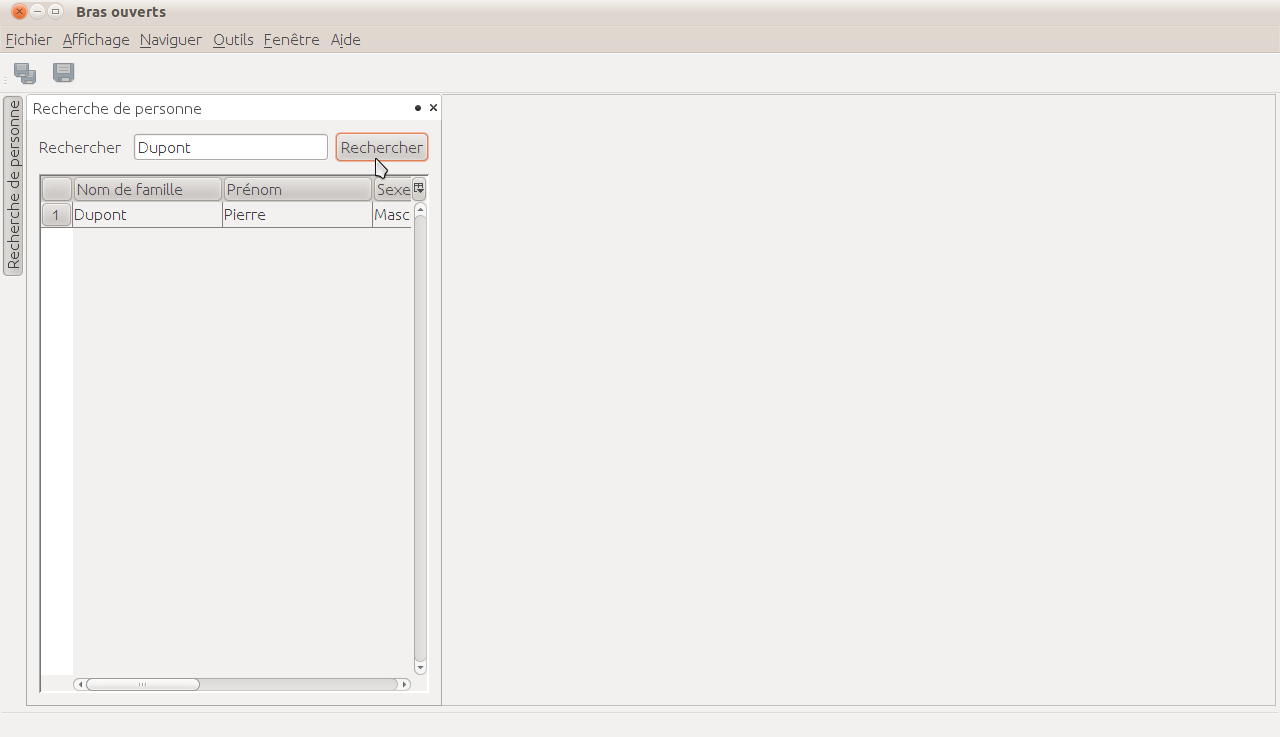 Bras ouverts
Fichier Affichage Naviguer Outils Fenêtre Aide
Recherche de personne
Recherche de personne
Rechercher Dupont Rechercher
Nom de famille Prénom Sexe
1 Dupont Pierre Masc